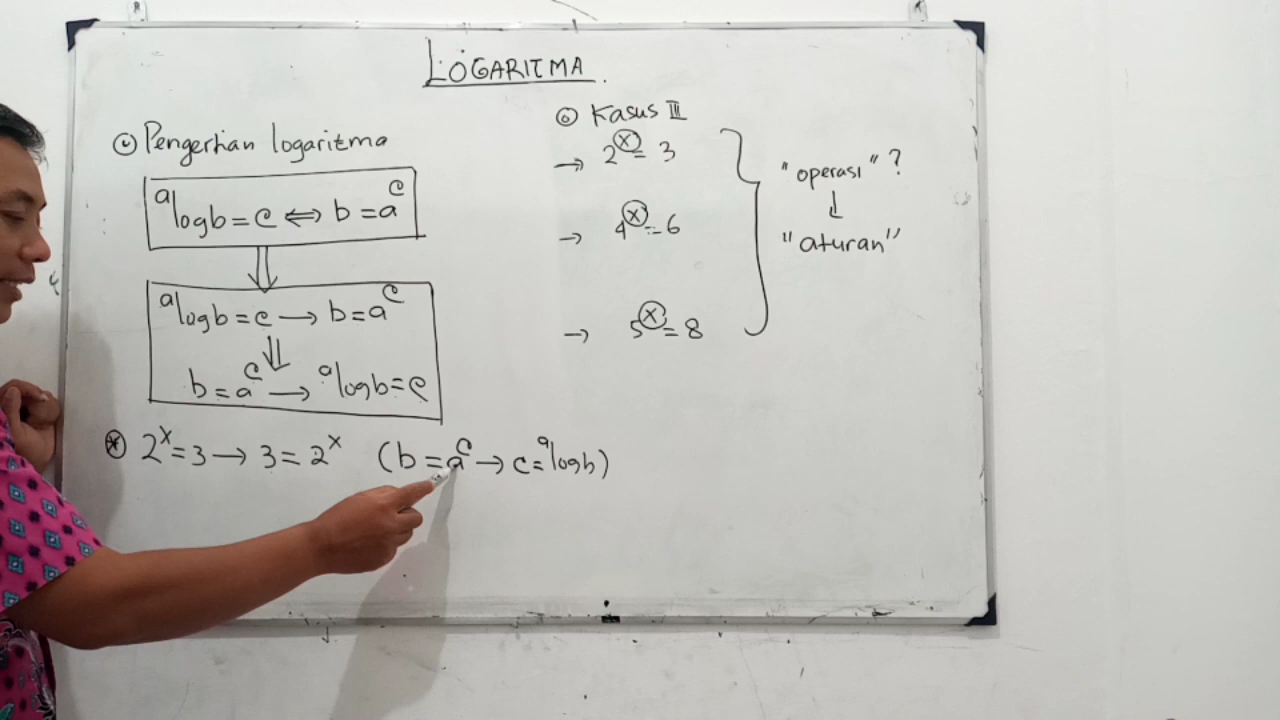 LOGARITMA
Pengertian logaritma
ᵃlog b = c ⇔ b = aᶜ
ᵃlog b = c → b = aᶜ
⇓
b = aᶜ → ᵃlog b = c
2ˣ = 3 → 3 = 2ˣ (b = aᶜ → c = ᵃlog b)
Kasus III
→ 2ˣ = 3
→ 4ˣ = 6
→ 5ˣ = 8
"operasi" ?
↓
"aturan"